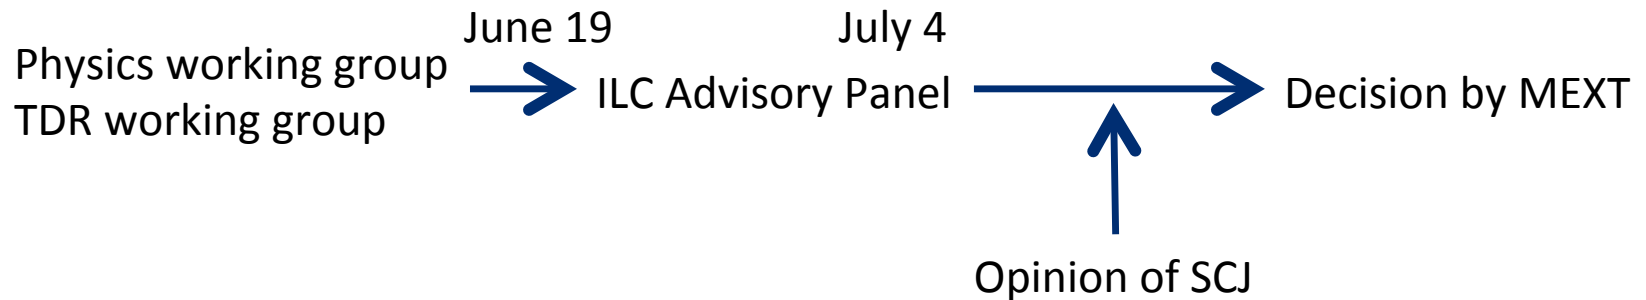 June 19
July 4
Physics working group
TDR working group
ILC Advisory Panel
Decision by MEXT
Opinion of SCJ